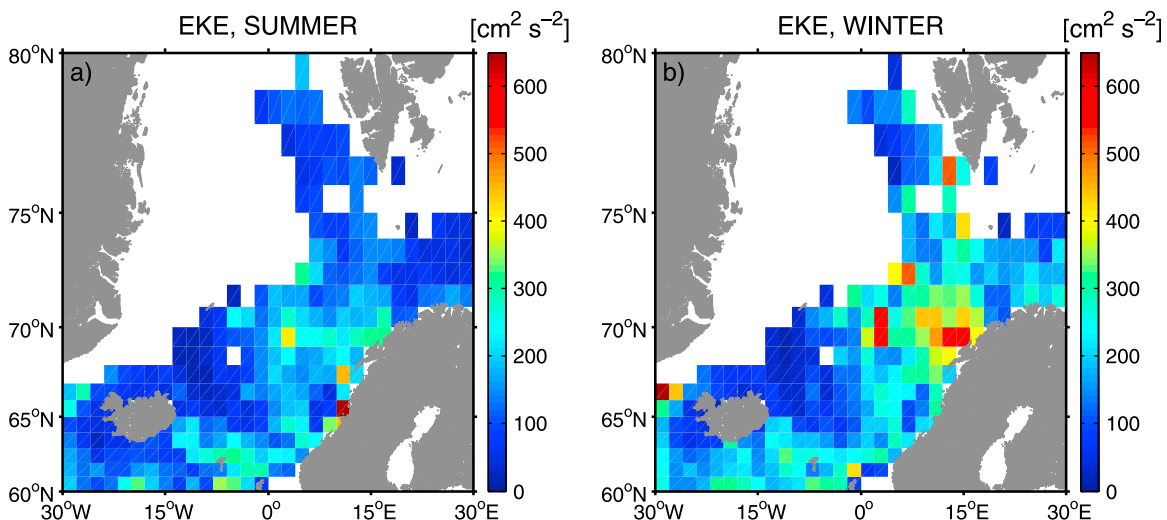 EKE, SUMMER
[cm² s⁻²]
a)
80°N
75°N
70°N
65°N
60°N
30°W
15°W
0°
15°E
30°E
600
500
400
300
200
100
0
EKE, WINTER
[cm² s⁻²]
b)
80°N
75°N
70°N
65°N
60°N
30°W
15°W
0°
15°E
30°E
600
500
400
300
200
100
0